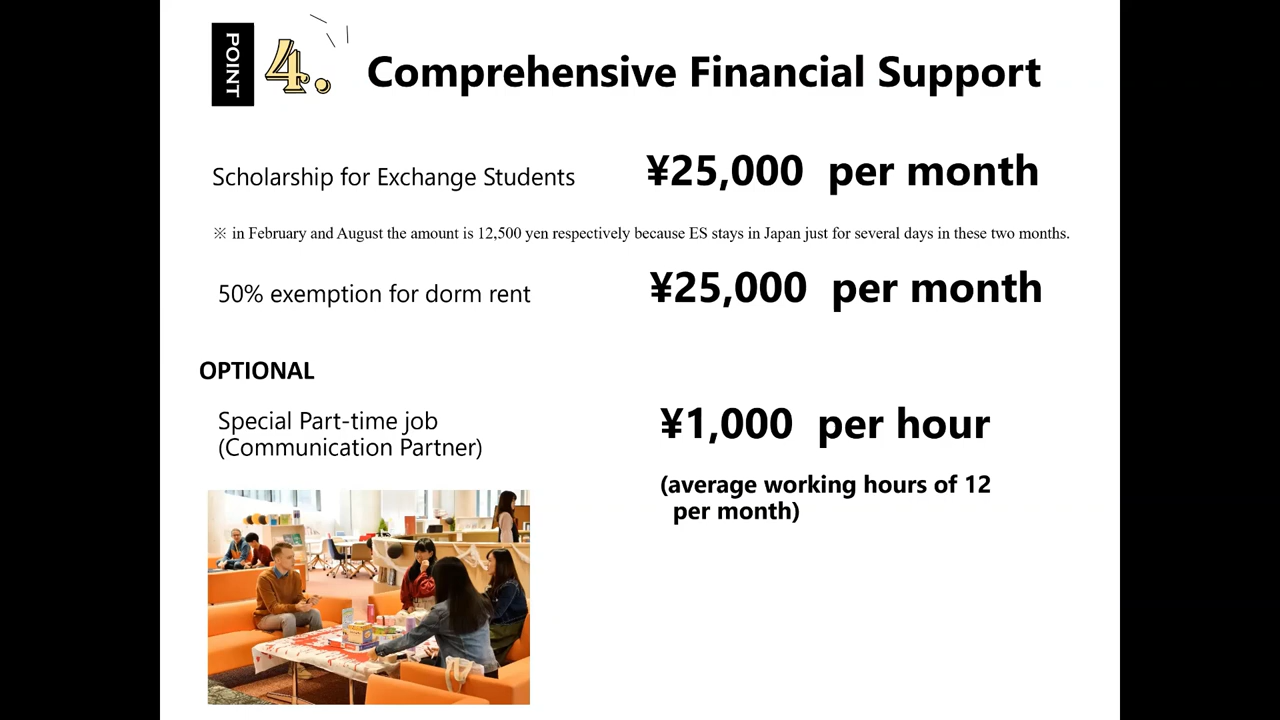 POINT
4.
Comprehensive Financial Support
Scholarship for Exchange Students
¥25,000 per month
※ in February and August the amount is 12,500 yen respectively because ES stays in Japan just for several days in these two months.
50% exemption for dorm rent
¥25,000 per month
OPTIONAL
Special Part-time job
(Communication Partner)
¥1,000 per hour
(average working hours of 12
per month)